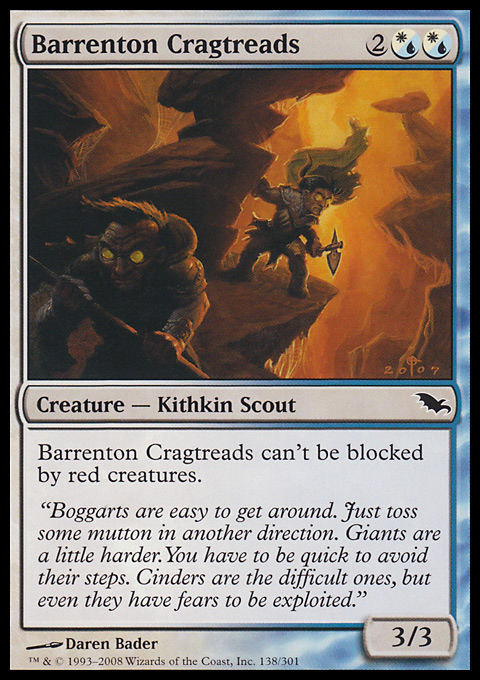 Barrenton Cragtreads 2
2007
Creature — Kithkin Scout
Barrenton Cragtreads can't be blocked
by red creatures.
"Boggarts are easy to get around. Just toss
some mutton in another direction. Giants are
a little harder. You have to be quick to avoid
their steps. Cinders are the difficult ones, but
even they have fears to be exploited."
Daren Bader
3/3
™ & © 1993–2008 Wizards of the Coast, Inc. 138/301